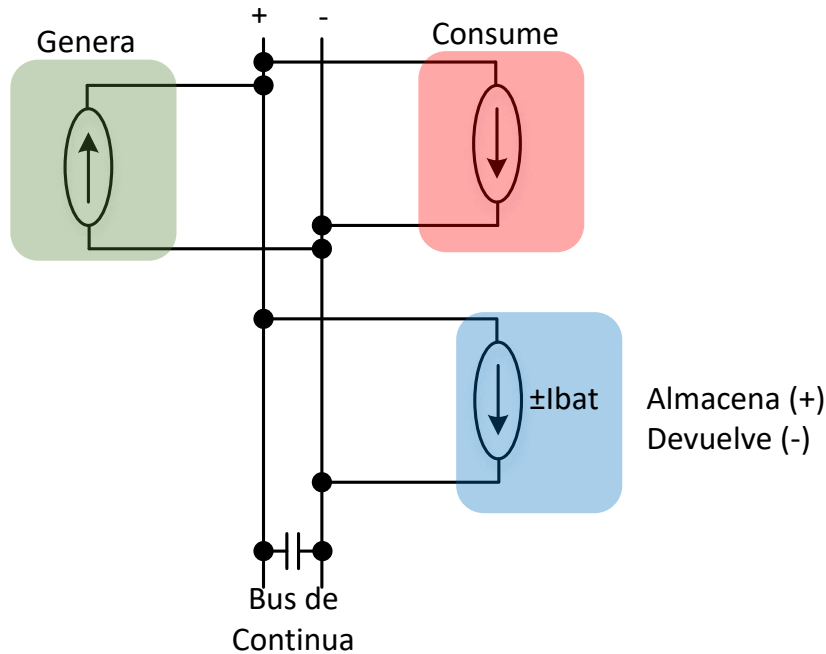 + -
Genera
Consume
±Ibat
Almacena (+)
Devuelve (-)
Bus de
Continua